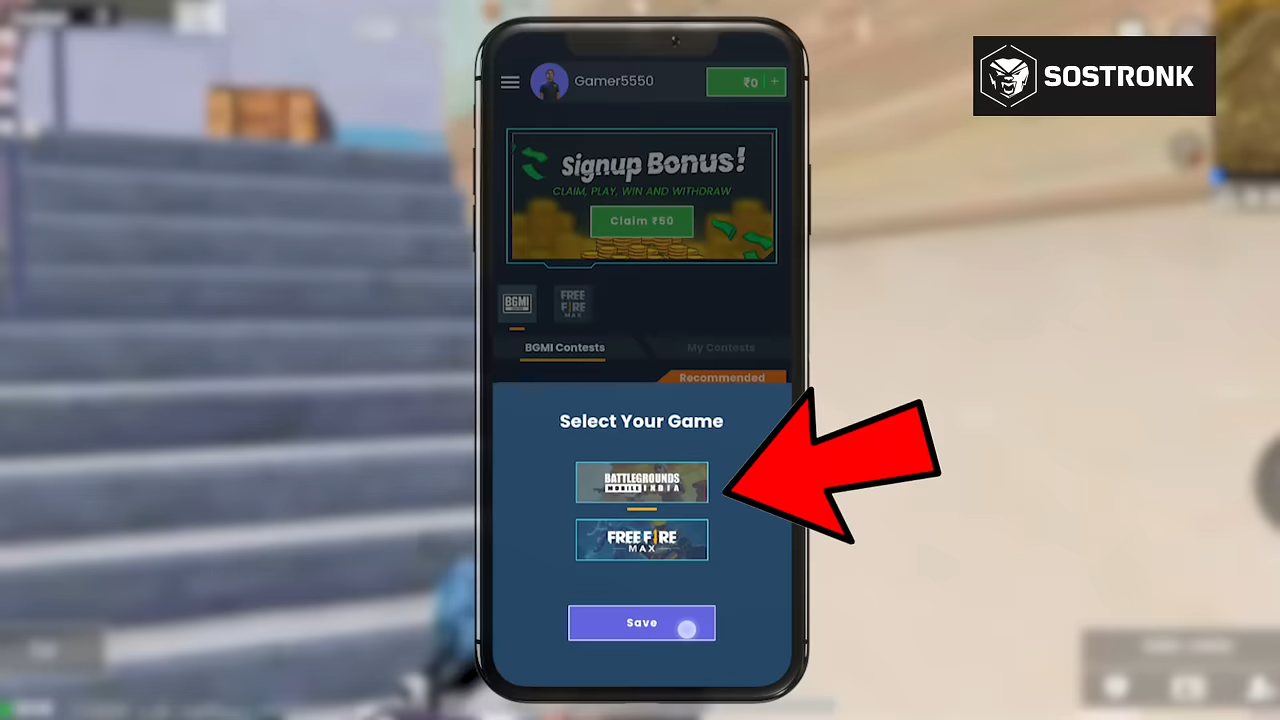 SOSTRONK
Gamer5550
₹0 +
Signup Bonus!
CLAIM, PLAY, WIN AND WITHDRAW
Claim ₹50
BGMI
FREE
FIRE
MAX
BGMI Contests
My Contests
Recommended
Select Your Game
BATTLEGROUNDS
MOBILE INDIA
FREE FIRE
MAX
Save